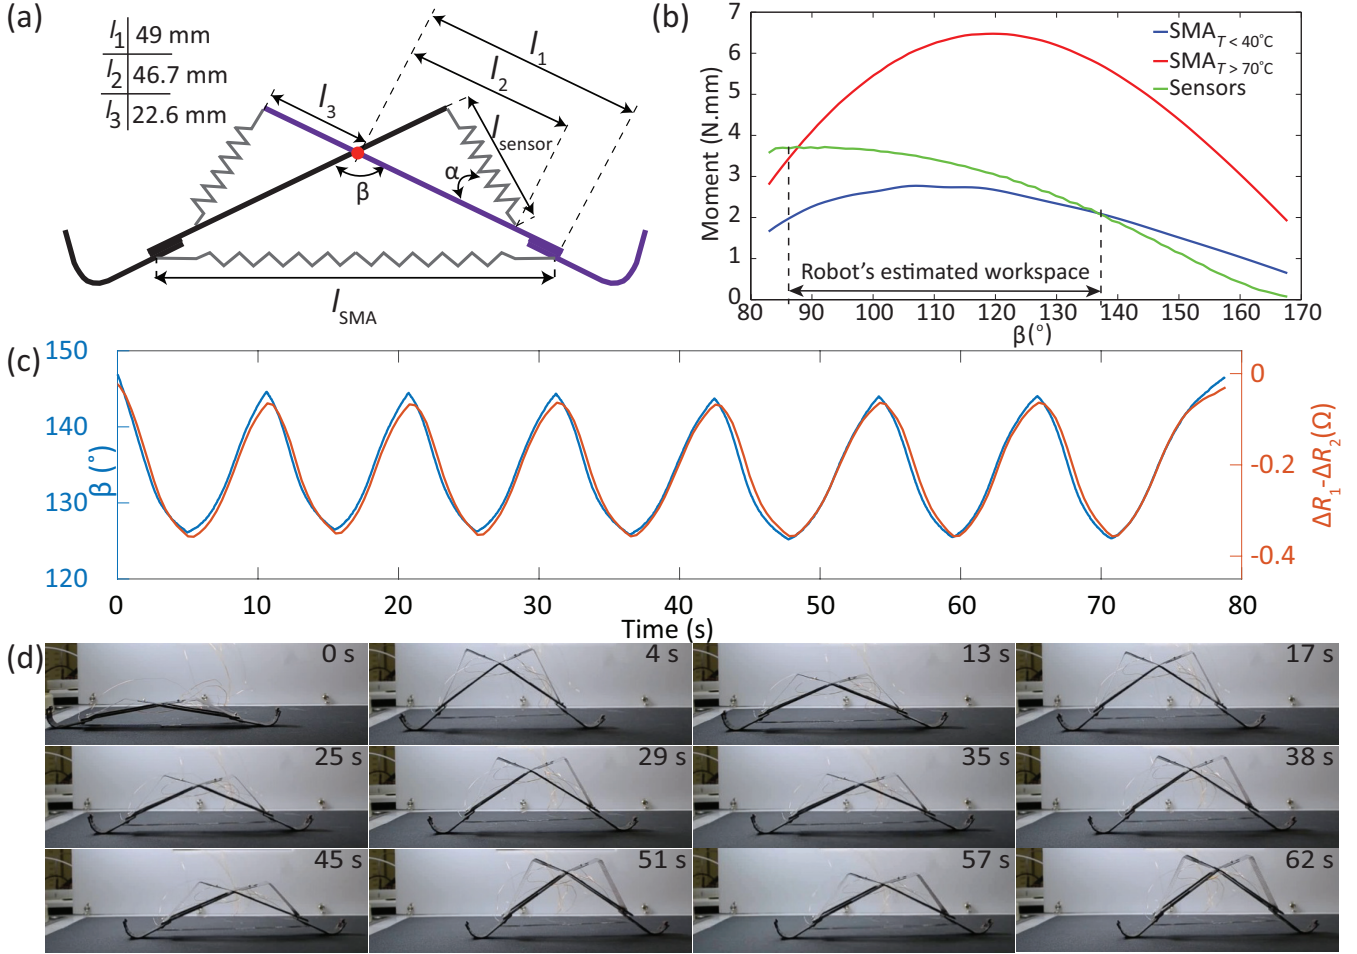 (a)
l1 49 mm
l2 46.7 mm
l3 22.6 mm
l1
l2
l3
lsensor
α
β
lSMA
(b)
7
6
5
4
3
2
1
0
Moment (N.mm)
SMA T < 40°C
SMA T > 70°C
Sensors
Robot's estimated workspace
80 90 100 110 120 130 140 150 160 170
β(°)
(c)
150
140
130
120
β (°)
0
-0.2
-0.4
ΔR1-ΔR2(Ω)
0 10 20 30 40 50 60 70 80
Time (s)
(d)
0 s 4 s 13 s 17 s
25 s 29 s 35 s 38 s
45 s 51 s 57 s 62 s